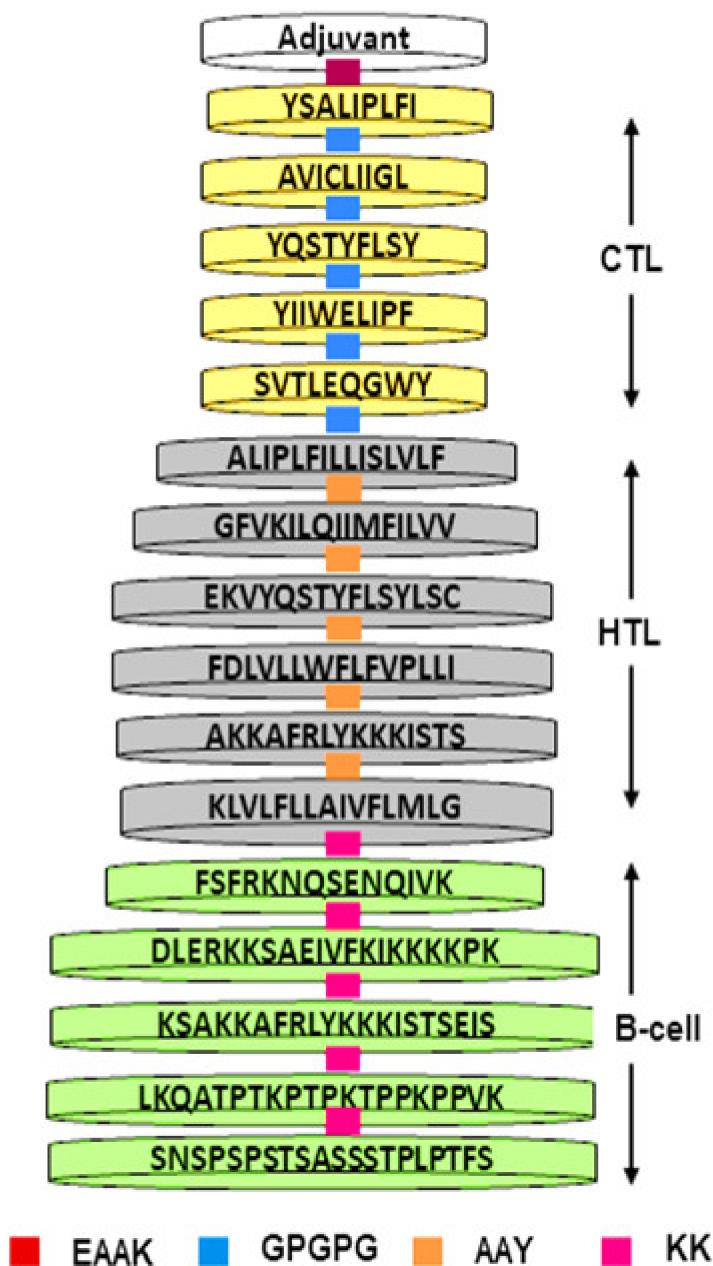 Adjuvant
YSALIPLFI
AVICLIIGL
YQSTYFLSY
CTL
YIIWELIPF
SVTLEQGWY
ALIPLFILLISLVLF
GFVKILQIIMFILVV
EKVYQSTYFLSYLSC
HTL
FDLVLLWFLFVPLLI
AKKAFRLYKKKISTS
KLVLFLLAIVFLMLG
FSFRKNQSENQIVK
DLERKKSAEIVFKIKKKKPK
KSAKKAFRLYKKKISTSEIS
B-cell
LKQATPTKPTPKTPPKPPVK
SNSPSPSTSASSSTPLPTFS
EAAK GPGPG AAY KK